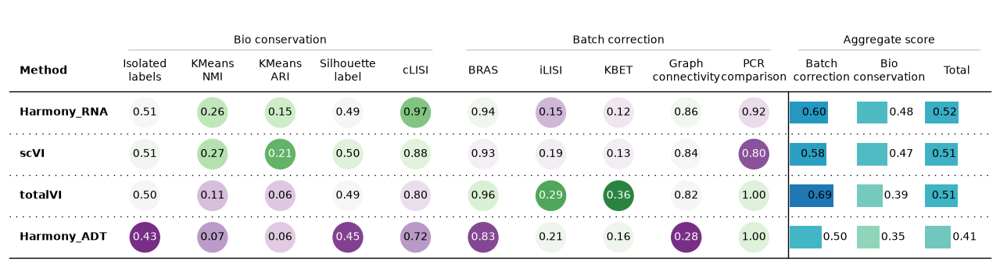 Bio conservation Batch correction Aggregate score
Method Isolated labels KMeans NMI KMeans ARI Silhouette label cLISI BRAS iLISI KBET Graph connectivity PCR comparison Batch correction Bio conservation Total
Harmony_RNA 0.51 0.26 0.15 0.49 0.97 0.94 0.15 0.12 0.86 0.92 0.60 0.48 0.52
scVI 0.51 0.27 0.21 0.50 0.88 0.93 0.19 0.13 0.84 0.80 0.58 0.47 0.51
totalVI 0.50 0.11 0.06 0.49 0.80 0.96 0.29 0.36 0.82 1.00 0.69 0.39 0.51
Harmony_ADT 0.43 0.07 0.06 0.45 0.72 0.83 0.21 0.16 0.28 1.00 0.50 0.35 0.41